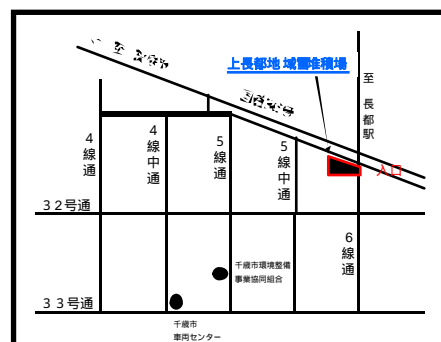 上長都地域雪堆積場
至 長都駅
入口
4線通
4線中通
5線通
5線中通
6線通
32号通
千歳市環境整備
事業協同組合
33号通
千歳市
車両センター